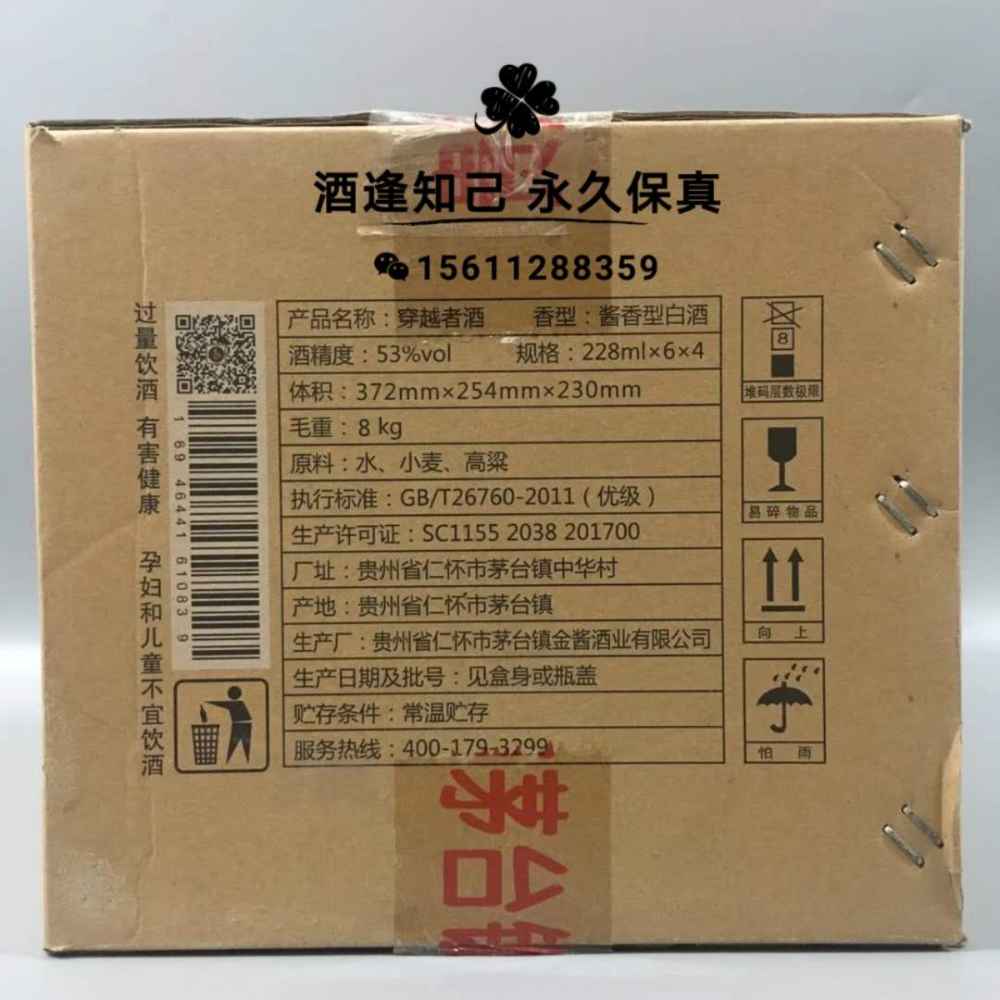 酒逢知己 永久保真
15611288359
过量饮酒 有害健康 孕妇和儿童不宜饮酒
1 69 46441 61083 9
产品名称：穿越者酒 香型：酱香型白酒
酒精度：53%vol 规格：228ml×6×4
体积：372mm×254mm×230mm
毛重：8 kg
原料：水、小麦、高粱
执行标准：GB/T26760-2011（优级）
生产许可证：SC1155 2038 201700
厂址：贵州省仁怀市茅台镇中华村
产地：贵州省仁怀市茅台镇
生产厂：贵州省仁怀市茅台镇金酱酒业有限公司
生产日期及批号：见盒身或瓶盖
贮存条件：常温贮存
服务热线：400-179-3299
8
堆码层数极限
易碎物品
向上
怕雨
茅台镇